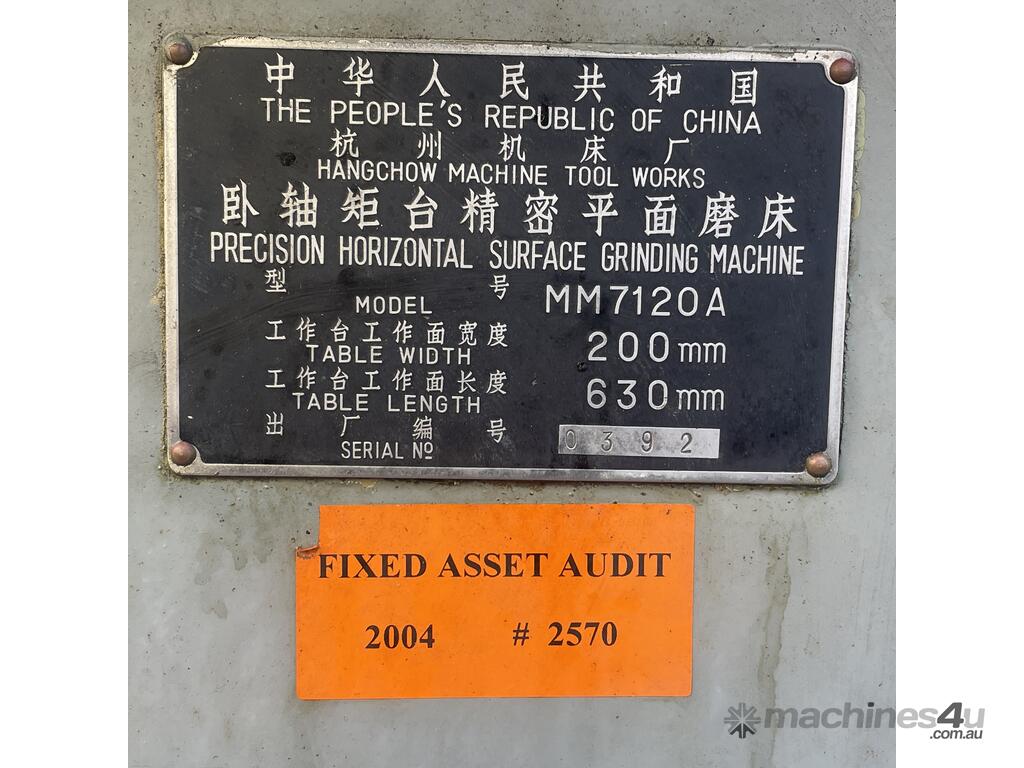 中华人民共和国
THE PEOPLE'S REPUBLIC OF CHINA
杭州机床厂
HANGCHOW MACHINE TOOL WORKS
卧轴矩台精密平面磨床
PRECISION HORIZONTAL SURFACE GRINDING MACHINE
型号
MODEL MM7120A
工作台工作面宽度
TABLE WIDTH 200mm
工作台工作面长度
TABLE LENGTH 630mm
出厂编号
SERIAL Nº 0392
FIXED ASSET AUDIT
2004 # 2570
machines4u
.com.au